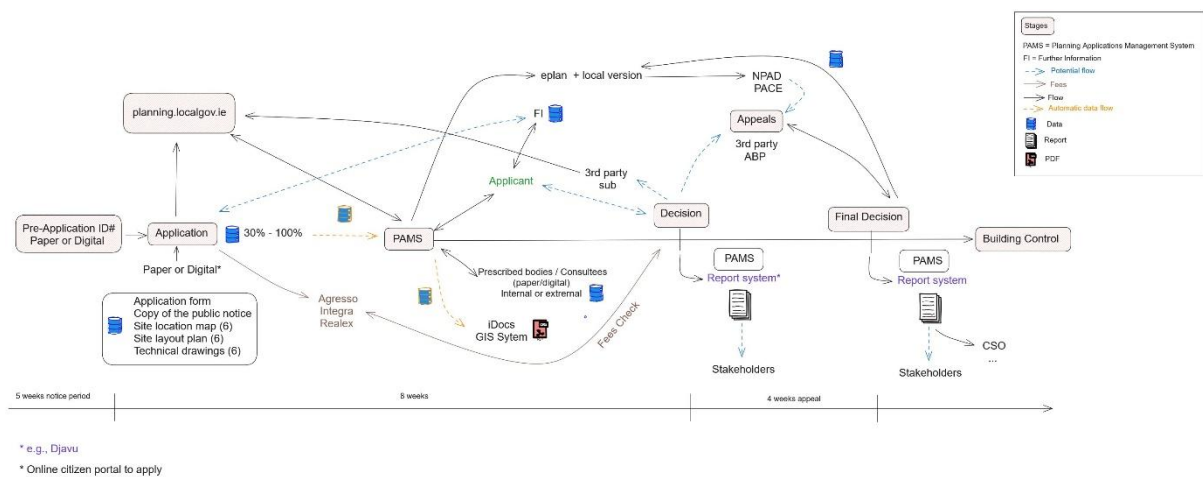 Stages
PAMS = Planning Applications Management System
FI = Further Information
Potential flow
Fees
Flow
Automatic data flow
Data
Report
PDF
eplan + local version
NPAD
PACE
planning.localgov.ie
FI
Appeals
3rd party
ABP
Applicant
3rd party
sub
Pre-Application ID#
Paper or Digital
Application
30% - 100%
PAMS
Decision
Final Decision
Building Control
Paper or Digital*
Prescribed bodies / Consultees
(paper/digital)
Internal or extrernal
PAMS
Report system*
PAMS
Report system
Application form
Copy of the public notice
Site location map (6)
Site layout plan (6)
Technical drawings (6)
Agresso
Integra
Realex
iDocs
GIS Sytem
Fees Check
CSO
...
Stakeholders
Stakeholders
5 weeks notice period
8 weeks
4 weeks appeal
* e.g., Djavu
* Online citizen portal to apply